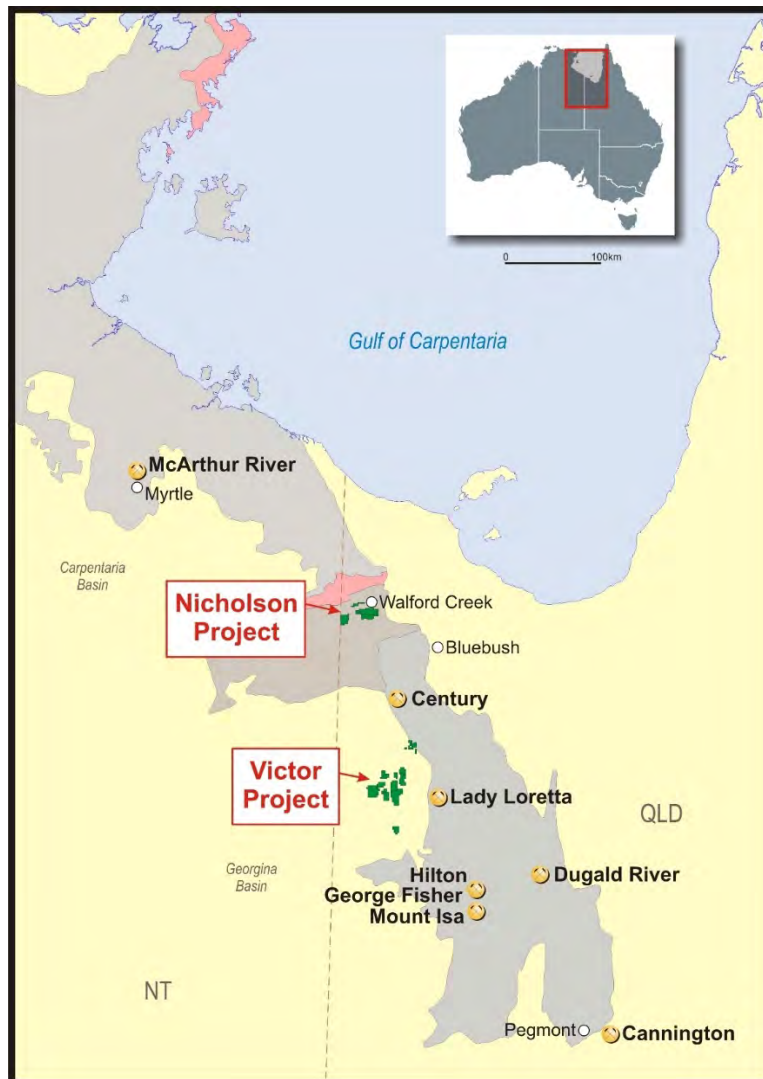 0 100km
Gulf of Carpentaria
McArthur River
Myrtle
Carpentaria
Basin
Nicholson
Project
Walford Creek
Bluebush
Century
Victor
Project
Lady Loretta
QLD
Georgina
Basin
Hilton
George Fisher
Mount Isa
Dugald River
NT
Pegmont
Cannington